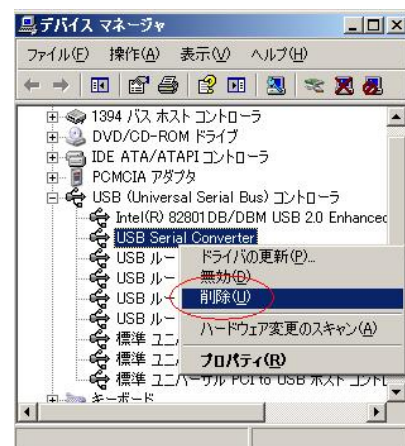 デバイス マネージャ
ファイル(F) 操作(A) 表示(V) ヘルプ(H)
1394 バス ホスト コントローラ
DVD/CD-ROM ドライブ
IDE ATA/ATAPI コントローラ
PCMCIA アダプタ
USB (Universal Serial Bus) コントローラ
Intel(R) 82801DB/DBM USB 2.0 Enhanced
USB Serial Converter
USB ルー
ドライバの更新(P)...
USB ルー
無効(D)
USB ルー
削除(U)
USB ルー
標準 ユニ
ハードウェア変更のスキャン(A)
標準 ユニ
プロパティ(R)
標準 ユニバーサル PCI to USB ホスト コントL
キーボード